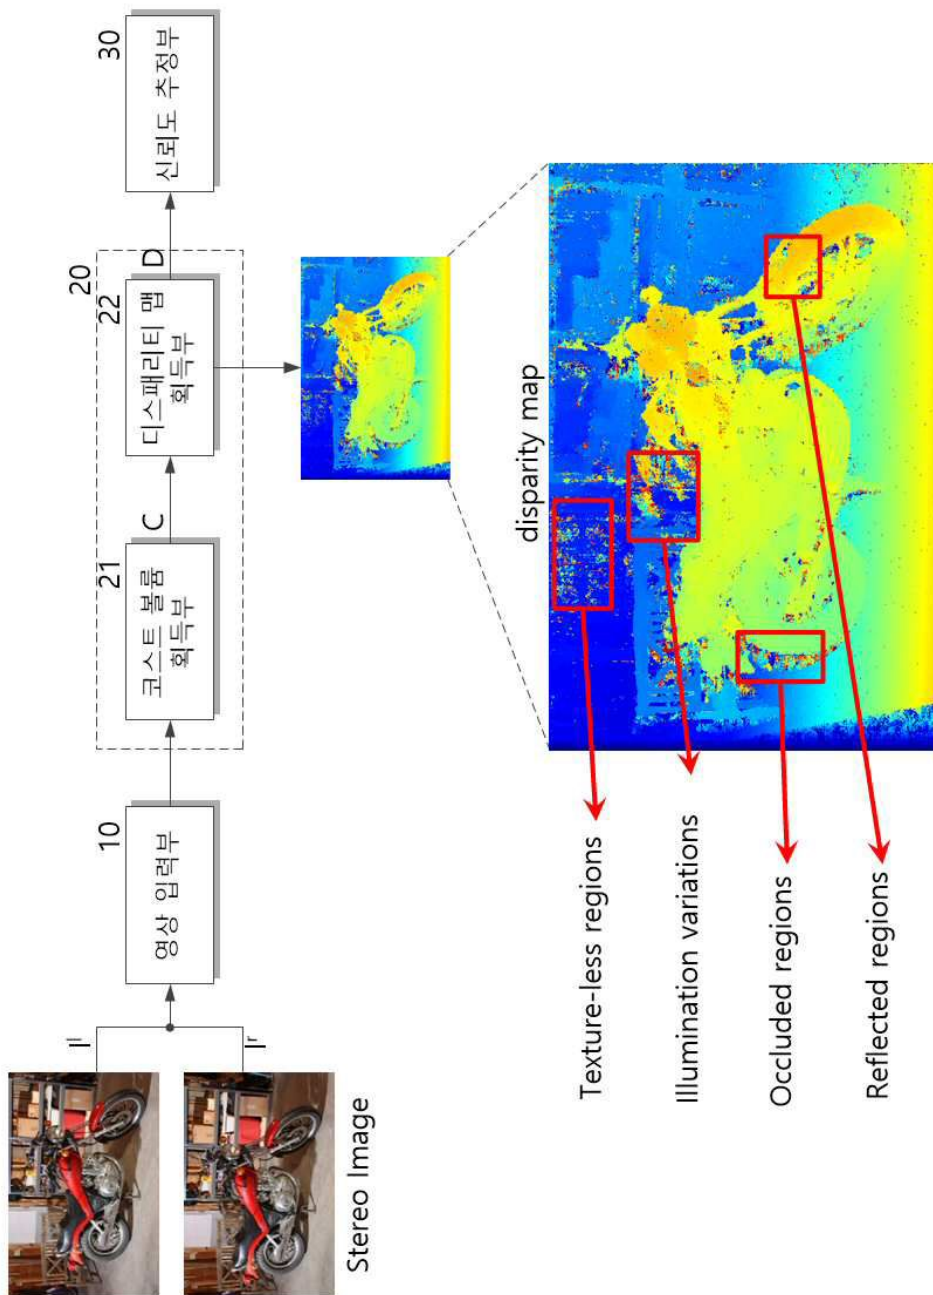 Iˡ
Iʳ
Stereo Image
10
영상 입력부
20
21
코스트 볼륨
획득부
C
22
디스패리티 맵
획득부
D
30
신뢰도 추정부
disparity map
Texture-less regions
Illumination variations
Occluded regions
Reflected regions